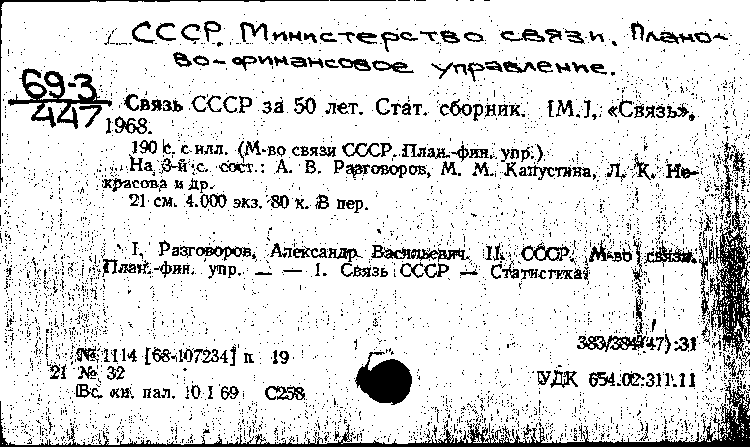 СССР. Министерство связи. Планово-
во-финансовое управление.
69-3
447
Связь СССР за 50 лет. Стат. сборник. [М.], «Связь»,
1968.
190 с. с илл. (М-во связи СССР. План.-фин. упр.)
На 3-й с. сост.: А. В. Разговоров, М. М. Капустина, Л. К. Не-
красова и др.
21 см. 4.000 экз. 80 к. В пер.
I. Разговоров, Александр Васильевич. II. СССР. М-во связи.
План.-фин. упр. — — 1. Связь СССР — Статистика
383/384(47):31
№ 1114 [68-107234] п 19
21 № 32
УДК 654.02:311.11
Вс. кн. пал. 10 I 69 С258